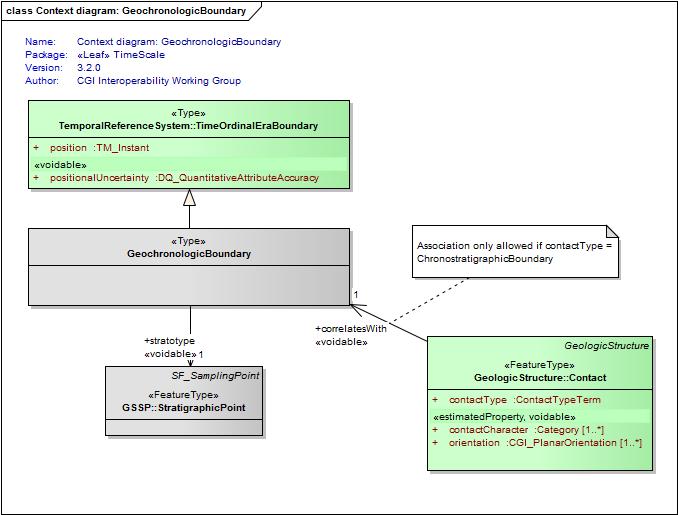 class Context diagram: GeochronologicBoundary
Name: Context diagram: GeochronologicBoundary
Package: «Leaf» TimeScale
Version: 3.2.0
Author: CGI Interoperability Working Group
«Type»
TemporalReferenceSystem::TimeOrdinalEraBoundary
+ position :TM_Instant
«voidable»
+ positionalUncertainty :DQ_QuantitativeAttributeAccuracy
«Type»
GeochronologicBoundary
Association only allowed if contactType =
ChronostratigraphicBoundary
1
+correlatesWith
«voidable»
+stratotype
«voidable» 1
SF_SamplingPoint
«FeatureType»
GSSP::StratigraphicPoint
GeologicStructure
«FeatureType»
GeologicStructure::Contact
+ contactType :ContactTypeTerm
«estimatedProperty, voidable»
+ contactCharacter :Category [1..*]
+ orientation :CGI_PlanarOrientation [1..*]